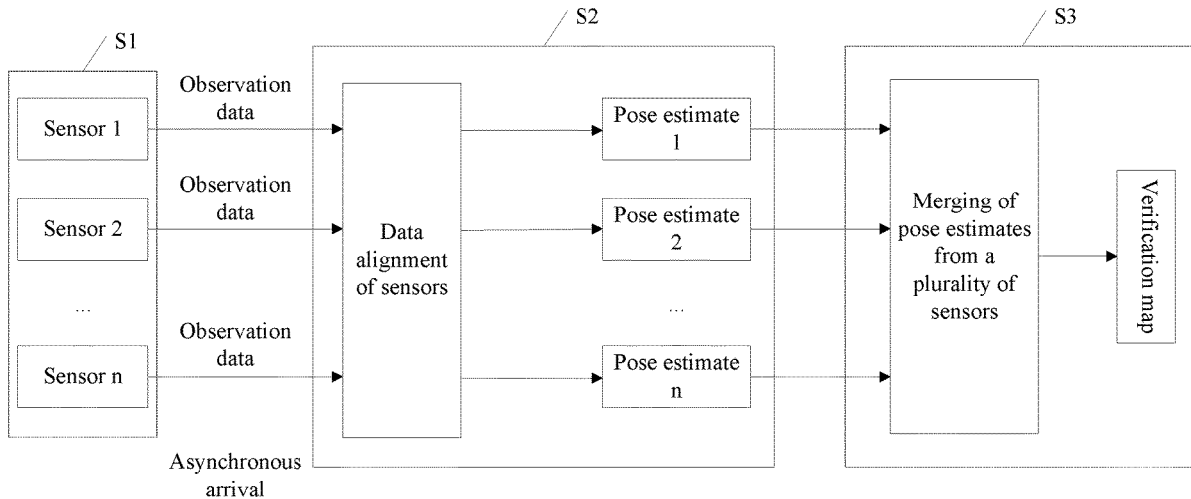 S1
S2
S3
Sensor 1
Sensor 2
...
Sensor n
Observation
data
Observation
data
Observation
data
Asynchronous
arrival
Data
alignment
of sensors
Pose estimate
1
Pose estimate
2
...
Pose estimate
n
Merging of
pose estimates
from a
plurality of
sensors
Verification map